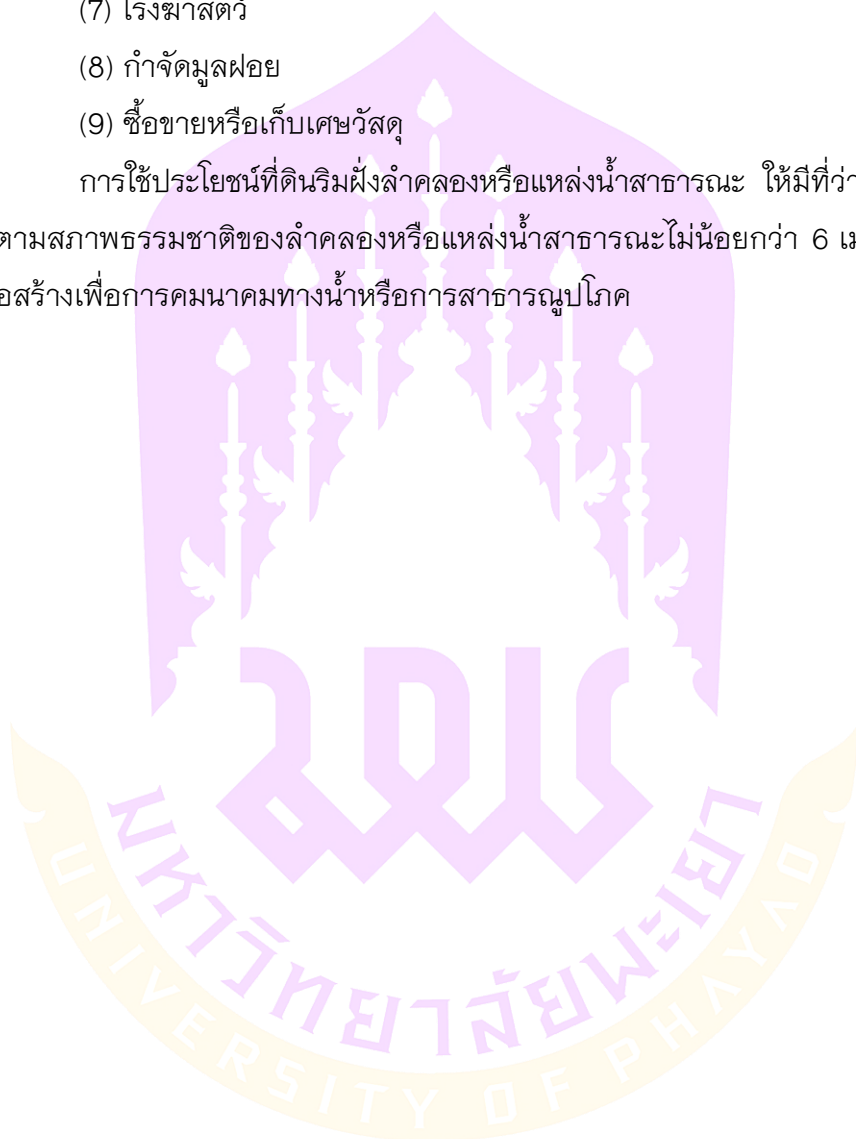 (7) โรงฆ่าสัตว์
(8) กำจัดมูลฝอย
(9) ซื้อขายหรือเก็บเศษวัสดุ
การใช้ประโยชน์ที่ดินริมฝั่งลำคลองหรือแหล่งน้ำสาธารณะ ให้มีที่ว่า
ตามสภาพธรรมชาติของลำคลองหรือแหล่งน้ำสาธารณะไม่น้อยกว่า 6 เม
อสร้างเพื่อการคมนาคมทางน้ำหรือการสาธารณูปโภค
มหาวิทยาลัยพะเยา
UNIVERSITY OF PHAYAO